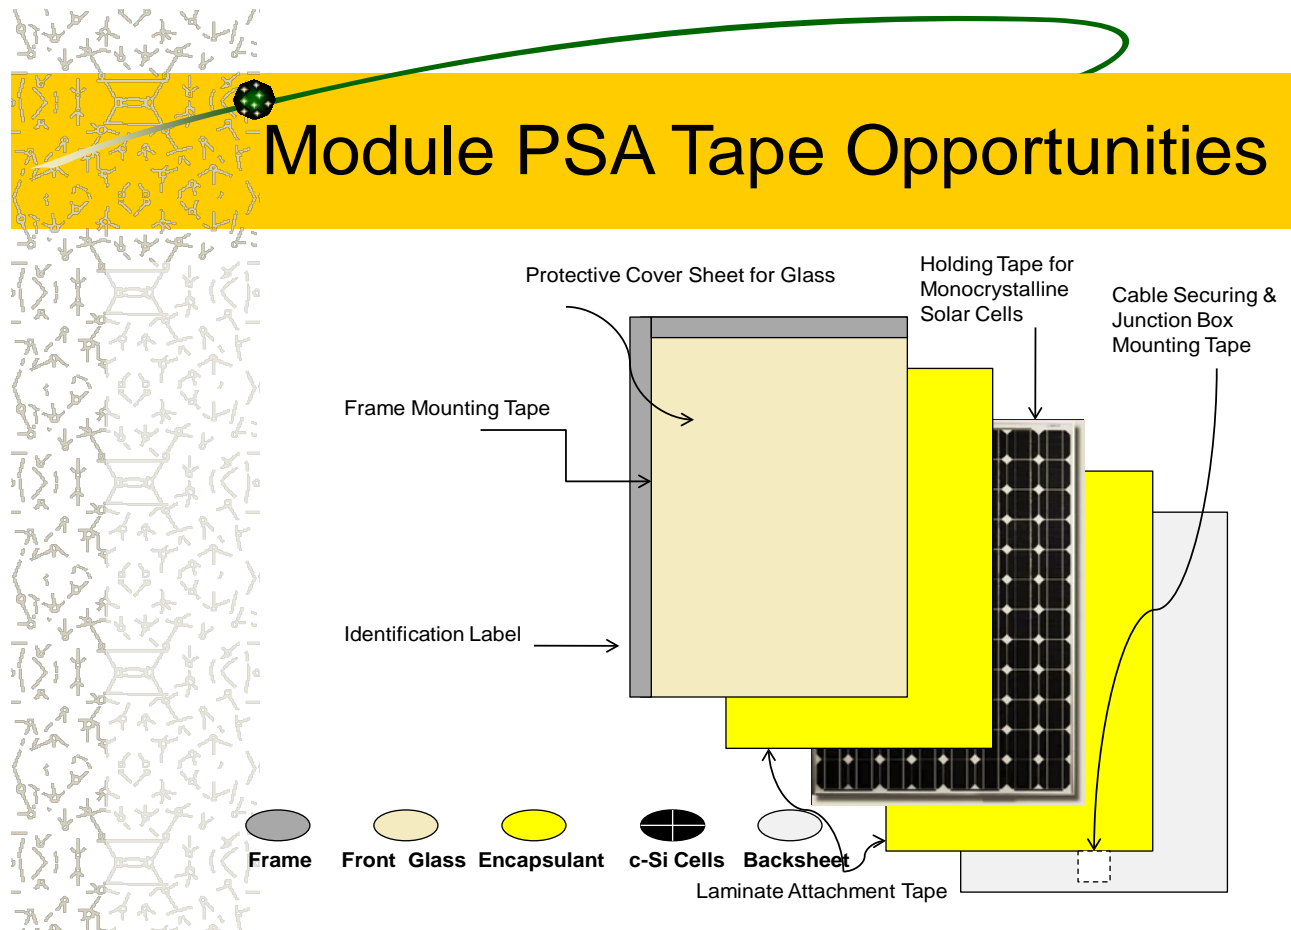 Module PSA Tape Opportunities
Protective Cover Sheet for Glass
Holding Tape for
Monocrystalline
Solar Cells
Cable Securing &
Junction Box
Mounting Tape
Frame Mounting Tape
Identification Label
Frame
Front Glass
Encapsulant
c-Si Cells
Backsheet
Laminate Attachment Tape